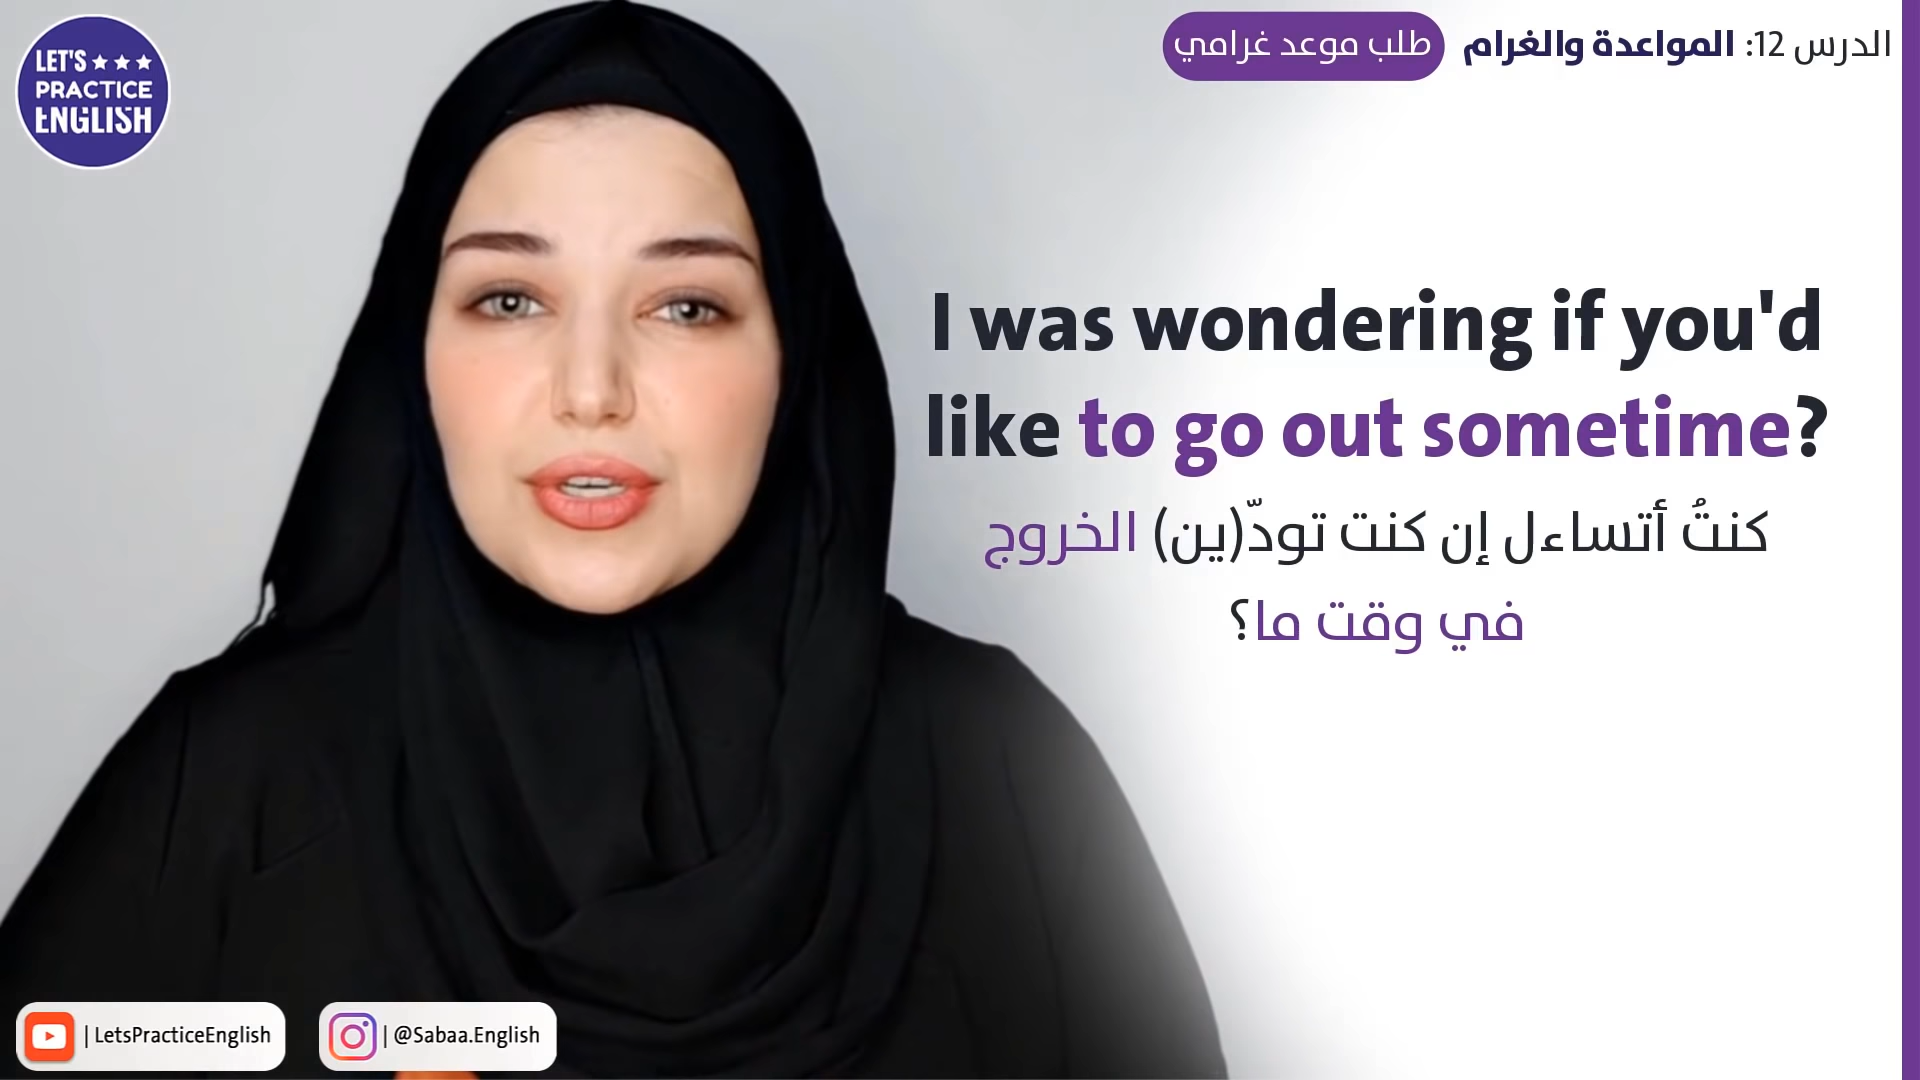 LET'S
PRACTICE
ENGLISH
الدرس 12: المواعدة والغرام
طلب موعد غرامي
I was wondering if you'd
like to go out sometime?
كنتُ أتساءل إن كنت تودّ(ين) الخروج
في وقت ما؟
| LetsPracticeEnglish
| @Sabaa.English